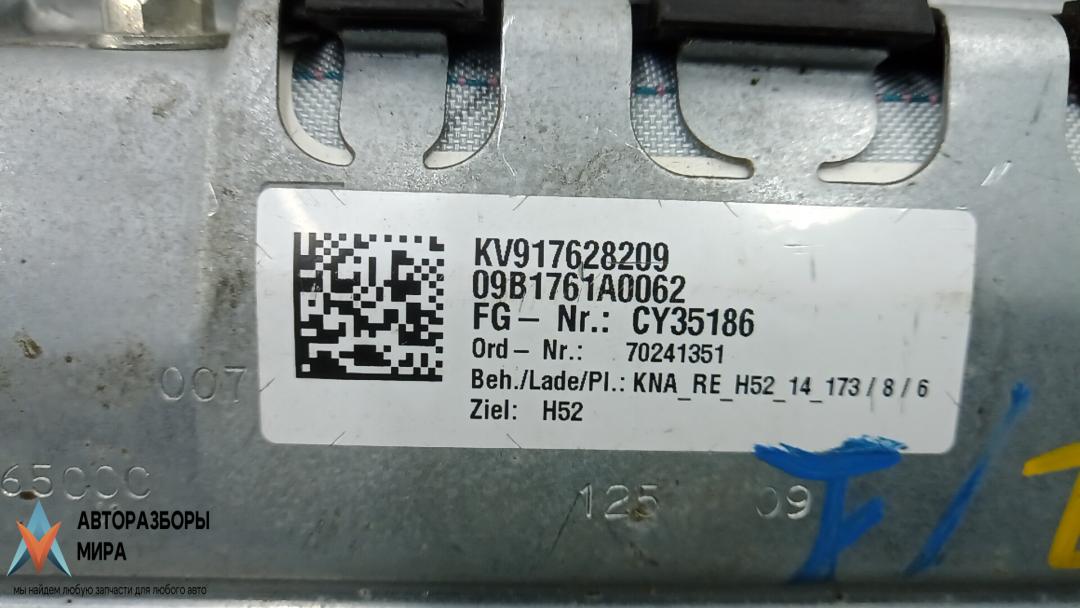 KV917628209
09B1761A0062
FG – Nr.: CY35186
Ord – Nr.: 70241351
Beh./Lade/Pl.: KNA_RE_H52_14_173 / 8 / 6
Ziel: H52
007
65CCC
125 09
АВТОРАЗБОРЫ
МИРА
мы найдем любую запчасти для любого авто